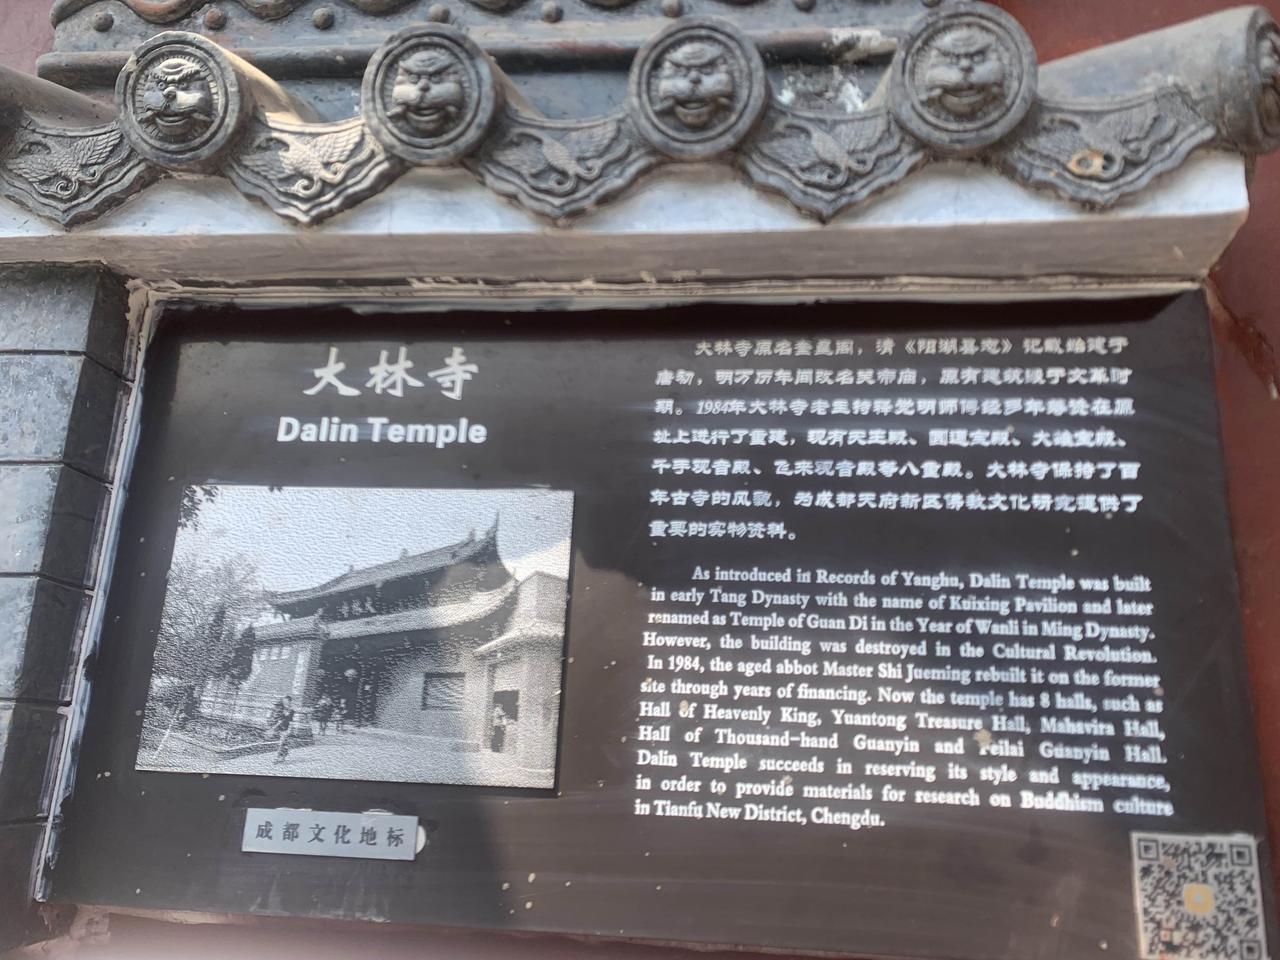 大林寺
Dalin Temple
大林寺原名奎星阁，清《阳湖县志》记载始建于
唐初，明万历年间改名关帝庙，原有建筑毁于文革时
期。1984年大林寺老主持释觉明师傅经多年筹资在原
址上进行了重建，现有天王殿、圆通宝殿、大雄宝殿、
千手观音殿、飞来观音殿等八重殿。大林寺保持了百
年古寺的风貌，为成都天府新区佛教文化研究提供了
重要的实物资料。
As introduced in Records of Yanghu, Dalin Temple was built
in early Tang Dynasty with the name of Kuixing Pavilion and later
renamed as Temple of Guan Di in the Year of Wanli in Ming Dynasty.
However, the building was destroyed in the Cultural Revolution.
In 1984, the aged abbot Master Shi Jueming rebuilt it on the former
site through years of financing. Now the temple has 8 halls, such as
Hall of Heavenly King, Yuantong Treasure Hall, Mahavira Hall,
Hall of Thousand-hand Guanyin and Feilai Guanyin Hall.
Dalin Temple succeeds in reserving its style and appearance,
in order to provide materials for research on Buddhism culture
in Tianfu New District, Chengdu.
成都文化地标